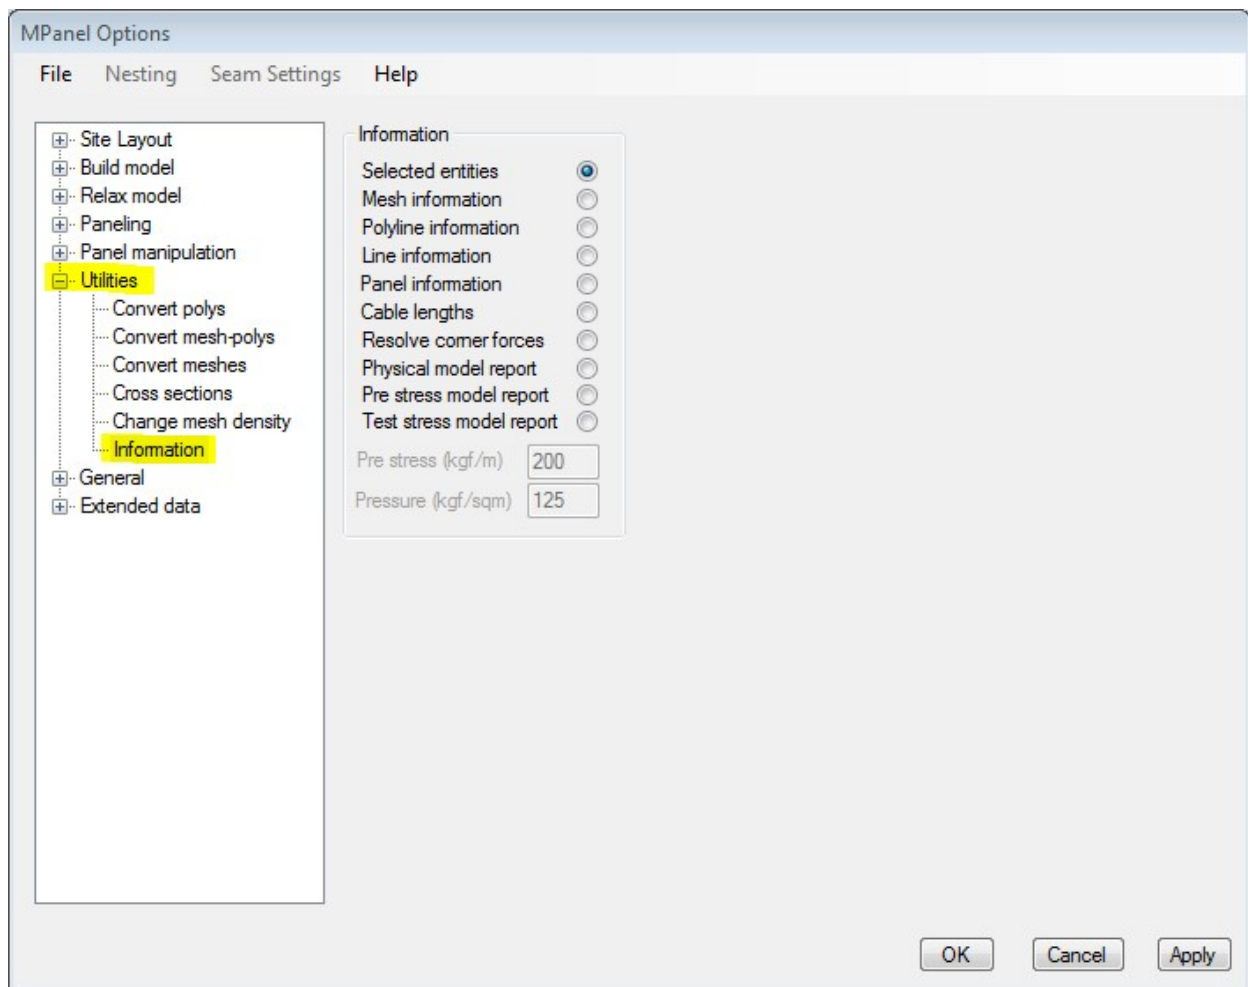 MPanel Options
File Nesting Seam Settings Help
Site Layout
Build model
Relax model
Paneling
Panel manipulation
Utilities
Convert polys
Convert mesh-polys
Convert meshes
Cross sections
Change mesh density
Information
General
Extended data
Information
Selected entities
Mesh information
Polyline information
Line information
Panel information
Cable lengths
Resolve corner forces
Physical model report
Pre stress model report
Test stress model report
Pre stress (kgf/m) 200
Pressure (kgf/sqm) 125
OK Cancel Apply